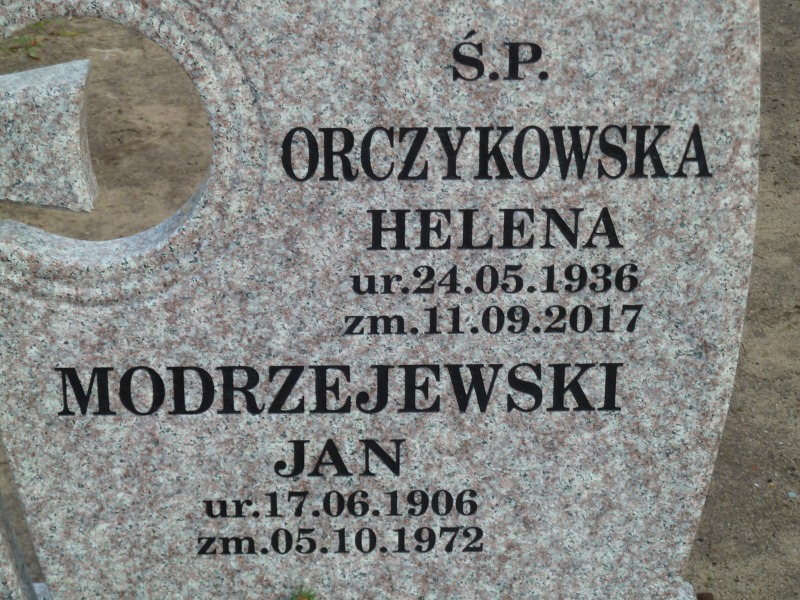 Ś.P.
ORCZYKOWSKA
HELENA
ur.24.05.1936
zm.11.09.2017
MODRZEJEWSKI
JAN
ur.17.06.1906
zm.05.10.1972